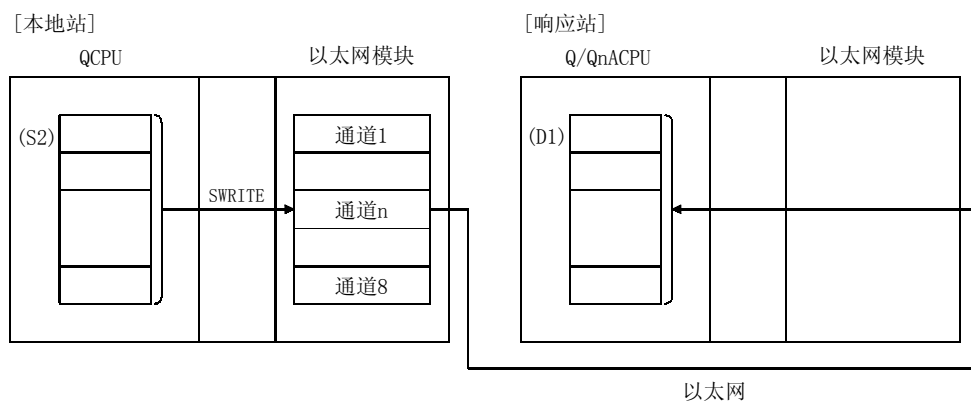 [本地站]
[响应站]
QCPU
以太网模块
Q/QnACPU
以太网模块
(S2)
通道1
(D1)
SWRITE
通道n
通道8
以太网